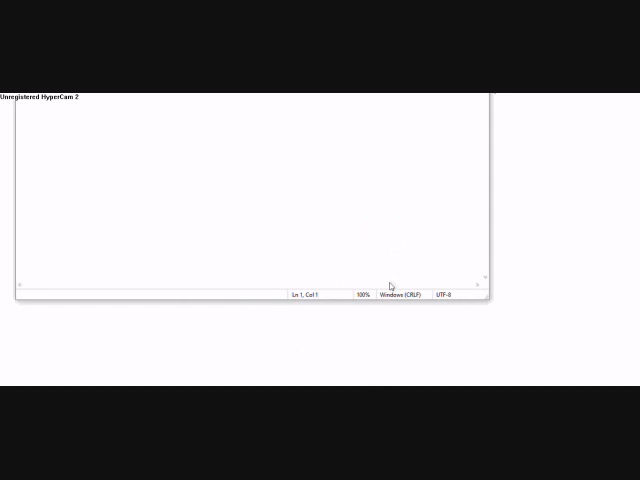 Unregistered HyperCam 2
Ln 1, Col 1 100% Windows (CRLF) UTF-8